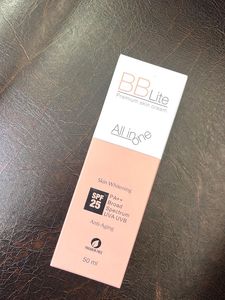 BB Lite
Premium skin cream
All in one
Skin Whitening
SPF
25
PA++
Broad
Spectrum
UVA UVB
Anti Aging
50 ml